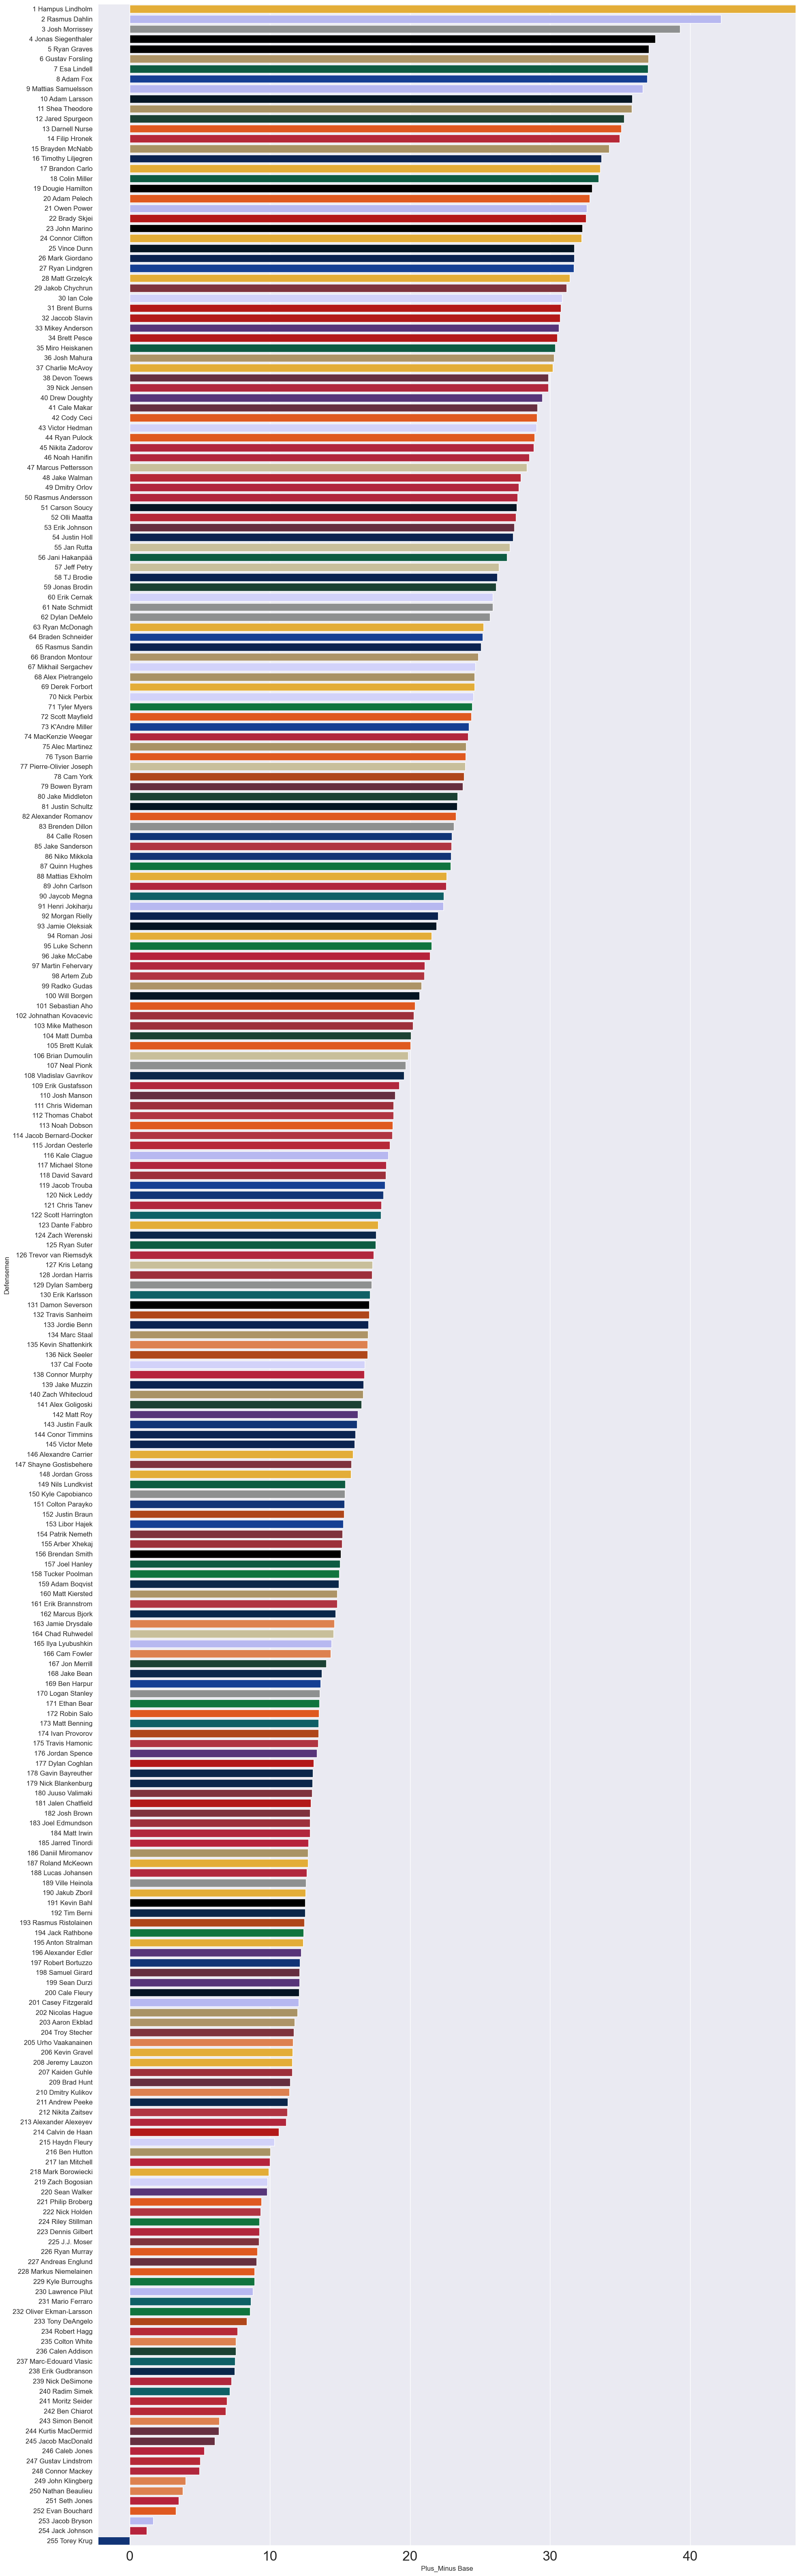 1 Hampus Lindholm
2 Rasmus Dahlin
3 Josh Morrissey
4 Jonas Siegenthaler
5 Ryan Graves
6 Gustav Forsling
7 Esa Lindell
8 Adam Fox
9 Mattias Samuelsson
10 Adam Larsson
11 Shea Theodore
12 Jared Spurgeon
13 Darnell Nurse
14 Filip Hronek
15 Brayden McNabb
16 Timothy Liljegren
17 Brandon Carlo
18 Colin Miller
19 Dougie Hamilton
20 Adam Pelech
21 Owen Power
22 Brady Skjei
23 John Marino
24 Connor Clifton
25 Vince Dunn
26 Mark Giordano
27 Ryan Lindgren
28 Matt Grzelcyk
29 Jakob Chychrun
30 Ian Cole
31 Brent Burns
32 Jaccob Slavin
33 Mikey Anderson
34 Brett Pesce
35 Miro Heiskanen
36 Josh Mahura
37 Charlie McAvoy
38 Devon Toews
39 Nick Jensen
40 Drew Doughty
41 Cale Makar
42 Cody Ceci
43 Victor Hedman
44 Ryan Pulock
45 Nikita Zadorov
46 Noah Hanifin
47 Marcus Pettersson
48 Jake Walman
49 Dmitry Orlov
50 Rasmus Andersson
51 Carson Soucy
52 Olli Maatta
53 Erik Johnson
54 Justin Holl
55 Jan Rutta
56 Jani Hakanpää
57 Jeff Petry
58 TJ Brodie
59 Jonas Brodin
60 Erik Cernak
61 Nate Schmidt
62 Dylan DeMelo
63 Ryan McDonagh
64 Braden Schneider
65 Rasmus Sandin
66 Brandon Montour
67 Mikhail Sergachev
68 Alex Pietrangelo
69 Derek Forbort
70 Nick Perbix
71 Tyler Myers
72 Scott Mayfield
73 K'Andre Miller
74 MacKenzie Weegar
75 Alec Martinez
76 Tyson Barrie
77 Pierre-Olivier Joseph
78 Cam York
79 Bowen Byram
80 Jake Middleton
81 Justin Schultz
82 Alexander Romanov
83 Brenden Dillon
84 Calle Rosen
85 Jake Sanderson
86 Niko Mikkola
87 Quinn Hughes
88 Mattias Ekholm
89 John Carlson
90 Jaycob Megna
91 Henri Jokiharju
92 Morgan Rielly
93 Jamie Oleksiak
94 Roman Josi
95 Luke Schenn
96 Jake McCabe
97 Martin Fehervary
98 Artem Zub
99 Radko Gudas
100 Will Borgen
101 Sebastian Aho
102 Johnathan Kovacevic
103 Mike Matheson
104 Matt Dumba
105 Brett Kulak
106 Brian Dumoulin
107 Neal Pionk
108 Vladislav Gavrikov
109 Erik Gustafsson
110 Josh Manson
111 Chris Wideman
112 Thomas Chabot
113 Noah Dobson
114 Jacob Bernard-Docker
115 Jordan Oesterle
116 Kale Clague
117 Michael Stone
118 David Savard
119 Jacob Trouba
120 Nick Leddy
121 Chris Tanev
122 Scott Harrington
123 Dante Fabbro
124 Zach Werenski
125 Ryan Suter
126 Trevor van Riemsdyk
127 Kris Letang
128 Jordan Harris
129 Dylan Samberg
130 Erik Karlsson
131 Damon Severson
132 Travis Sanheim
133 Jordie Benn
134 Marc Staal
135 Kevin Shattenkirk
136 Nick Seeler
137 Cal Foote
138 Connor Murphy
139 Jake Muzzin
140 Zach Whitecloud
141 Alex Goligoski
142 Matt Roy
143 Justin Faulk
144 Conor Timmins
145 Victor Mete
146 Alexandre Carrier
147 Shayne Gostisbehere
148 Jordan Gross
149 Nils Lundkvist
150 Kyle Capobianco
151 Colton Parayko
152 Justin Braun
153 Libor Hajek
154 Patrik Nemeth
155 Arber Xhekaj
156 Brendan Smith
157 Joel Hanley
158 Tucker Poolman
159 Adam Boqvist
160 Matt Kiersted
161 Erik Brannstrom
162 Marcus Bjork
163 Jamie Drysdale
164 Chad Ruhwedel
165 Ilya Lyubushkin
166 Cam Fowler
167 Jon Merrill
168 Jake Bean
169 Ben Harpur
170 Logan Stanley
171 Ethan Bear
172 Robin Salo
173 Matt Benning
174 Ivan Provorov
175 Travis Hamonic
176 Jordan Spence
177 Dylan Coghlan
178 Gavin Bayreuther
179 Nick Blankenburg
180 Juuso Valimaki
181 Jalen Chatfield
182 Josh Brown
183 Joel Edmundson
184 Matt Irwin
185 Jarred Tinordi
186 Daniil Miromanov
187 Roland McKeown
188 Lucas Johansen
189 Ville Heinola
190 Jakub Zboril
191 Kevin Bahl
192 Tim Berni
193 Rasmus Ristolainen
194 Jack Rathbone
195 Anton Stralman
196 Alexander Edler
197 Robert Bortuzzo
198 Samuel Girard
199 Sean Durzi
200 Cale Fleury
201 Casey Fitzgerald
202 Nicolas Hague
203 Aaron Ekblad
204 Troy Stecher
205 Urho Vaakanainen
206 Kevin Gravel
208 Jeremy Lauzon
207 Kaiden Guhle
209 Brad Hunt
210 Dmitry Kulikov
211 Andrew Peeke
212 Nikita Zaitsev
213 Alexander Alexeyev
214 Calvin de Haan
215 Haydn Fleury
216 Ben Hutton
217 Ian Mitchell
218 Mark Borowiecki
219 Zach Bogosian
220 Sean Walker
221 Philip Broberg
222 Nick Holden
224 Riley Stillman
223 Dennis Gilbert
225 J.J. Moser
226 Ryan Murray
227 Andreas Englund
228 Markus Niemelainen
229 Kyle Burroughs
230 Lawrence Pilut
231 Mario Ferraro
232 Oliver Ekman-Larsson
233 Tony DeAngelo
234 Robert Hagg
235 Colton White
236 Calen Addison
237 Marc-Edouard Vlasic
238 Erik Gudbranson
239 Nick DeSimone
240 Radim Simek
241 Moritz Seider
242 Ben Chiarot
243 Simon Benoit
244 Kurtis MacDermid
245 Jacob MacDonald
246 Caleb Jones
247 Gustav Lindstrom
248 Connor Mackey
249 John Klingberg
250 Nathan Beaulieu
251 Seth Jones
252 Evan Bouchard
253 Jacob Bryson
254 Jack Johnson
255 Torey Krug
Defensemen
0 10 20 30 40
Plus_Minus Base